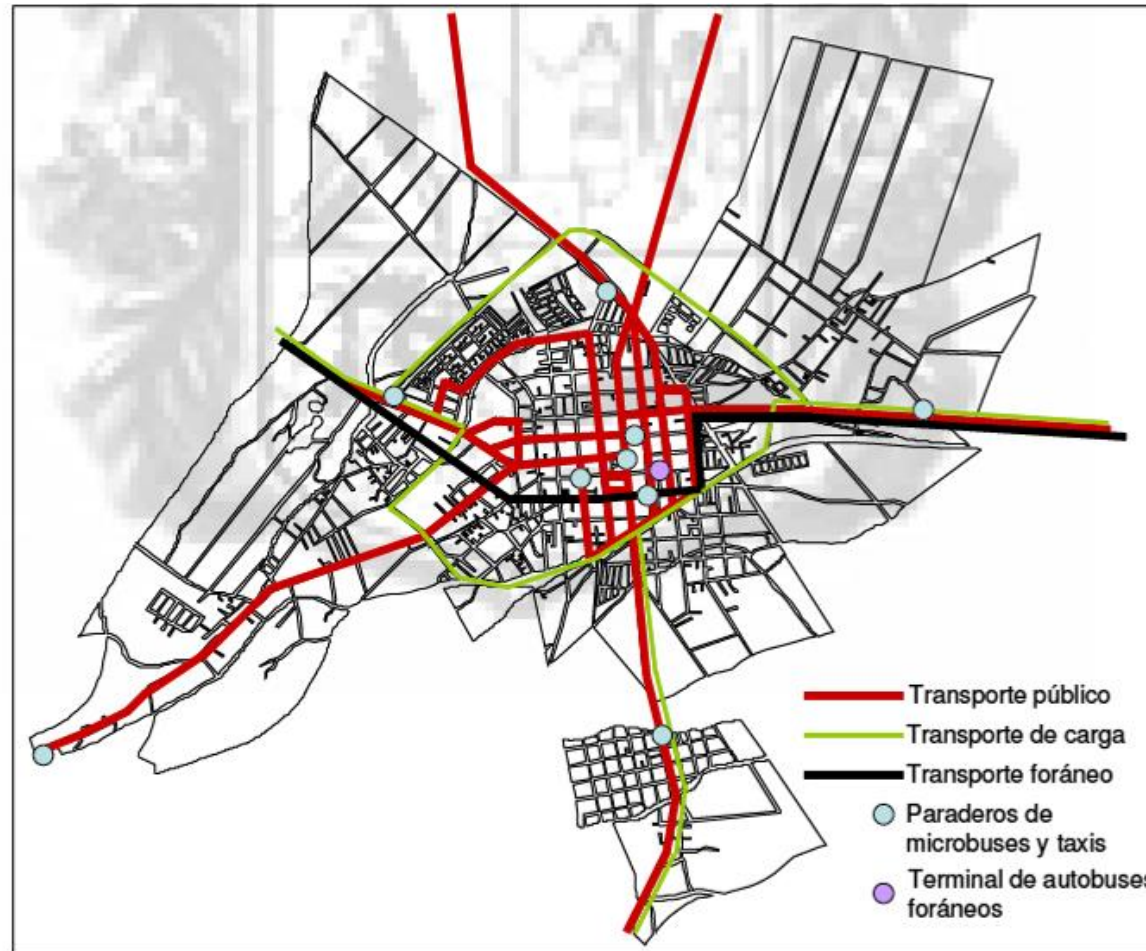 Transporte público
Transporte de carga
Transporte foráneo
Paraderos de
microbuses y taxis
Terminal de autobuses
foráneos